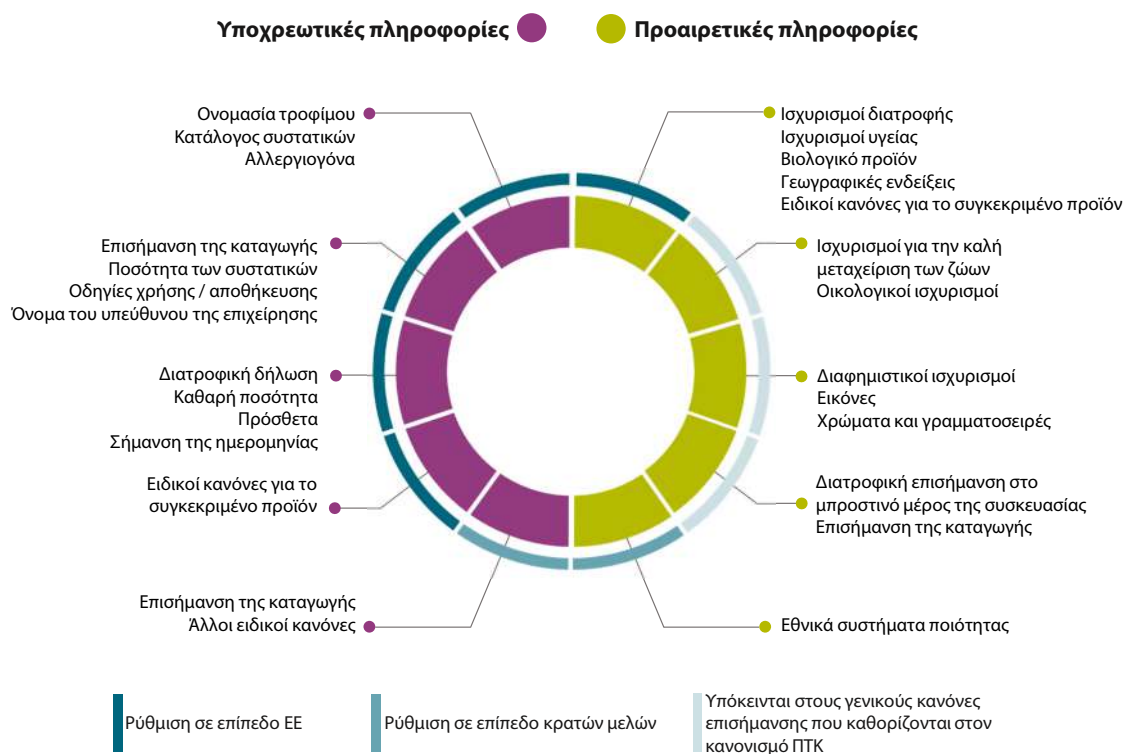 Υποχρεωτικές πληροφορίες
Προαιρετικές πληροφορίες
Ονομασία τροφίμου
Κατάλογος συστατικών
Αλλεργιογόνα
Επισήμανση της καταγωγής
Ποσότητα των συστατικών
Οδηγίες χρήσης / αποθήκευσης
Όνομα του υπεύθυνου της επιχείρησης
Διατροφική δήλωση
Καθαρή ποσότητα
Πρόσθετα
Σήμανση της ημερομηνίας
Ειδικοί κανόνες για το
συγκεκριμένο προϊόν
Επισήμανση της καταγωγής
Άλλοι ειδικοί κανόνες
Ισχυρισμοί διατροφής
Ισχυρισμοί υγείας
Βιολογικό προϊόν
Γεωγραφικές ενδείξεις
Ειδικοί κανόνες για το συγκεκριμένο προϊόν
Ισχυρισμοί για την καλή
μεταχείριση των ζώων
Οικολογικοί ισχυρισμοί
Διαφημιστικοί ισχυρισμοί
Εικόνες
Χρώματα και γραμματοσειρές
Διατροφική επισήμανση στο
μπροστινό μέρος της συσκευασίας
Επισήμανση της καταγωγής
Εθνικά συστήματα ποιότητας
Ρύθμιση σε επίπεδο ΕΕ
Ρύθμιση σε επίπεδο κρατών μελών
Υπόκεινται στους γενικούς κανόνες
επισήμανσης που καθορίζονται στον
κανονισμό ΠΤΚ